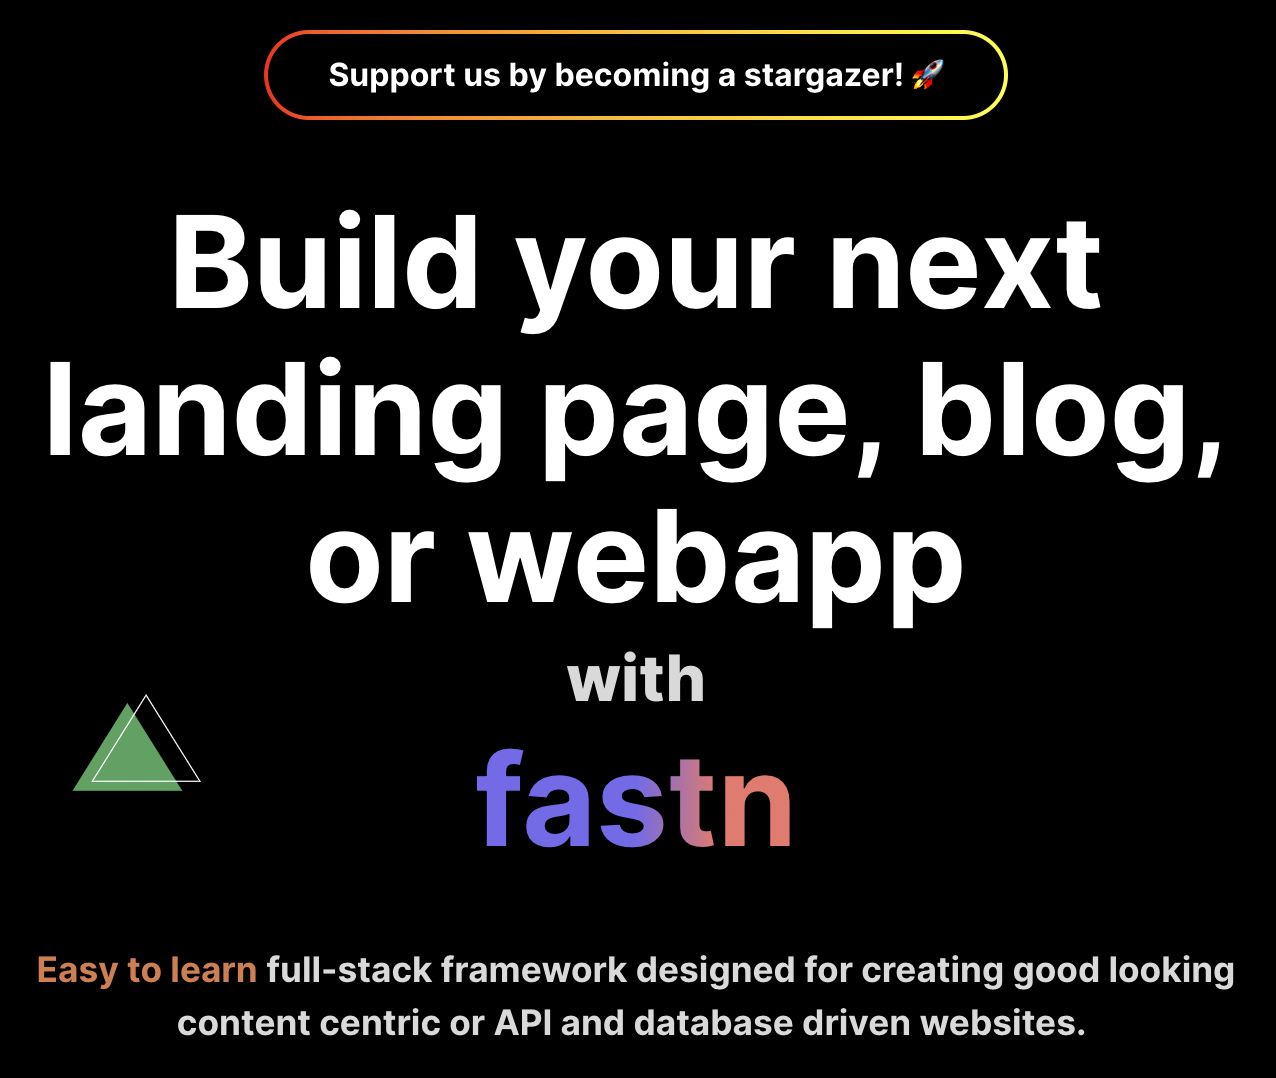 Support us by becoming a stargazer! 🚀
Build your next
landing page, blog,
or webapp
with
fastn
Easy to learn full-stack framework designed for creating good looking
content centric or API and database driven websites.